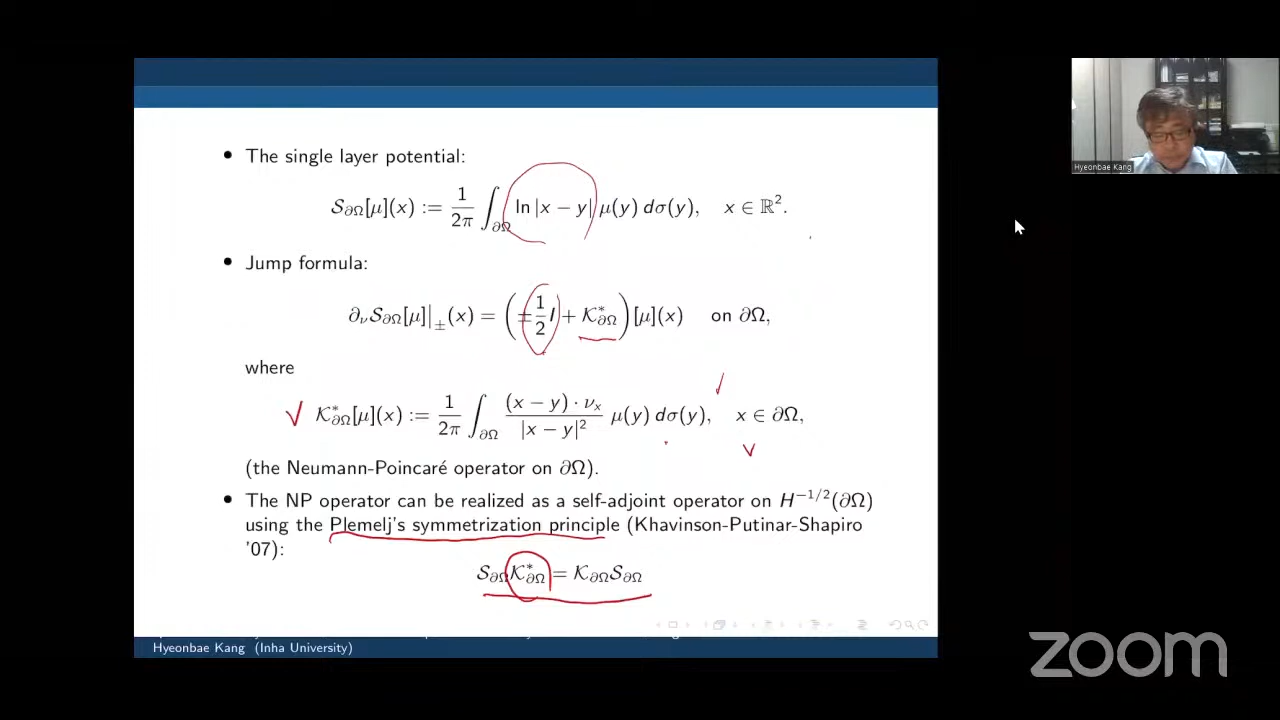 • The single layer potential:
S∂Ω[μ](x) := 1/2π ∫∂Ω ln |x − y| μ(y) dσ(y), x ∈ ℝ².
• Jump formula:
∂νS∂Ω[μ]|±(x) = (±1/2 I + K*∂Ω)[μ](x) on ∂Ω,
where
K*∂Ω[μ](x) := 1/2π ∫∂Ω (x − y) · νx / |x − y|² μ(y) dσ(y), x ∈ ∂Ω,
(the Neumann-Poincaré operator on ∂Ω).
• The NP operator can be realized as a self-adjoint operator on H−1/2(∂Ω)
using the Plemelj's symmetrization principle (Khavinson-Putinar-Shapiro
'07):
S∂ΩK*∂Ω = K∂ΩS∂Ω
Hyeonbae Kang (Inha University)
Hyeonbae Kang
zoom